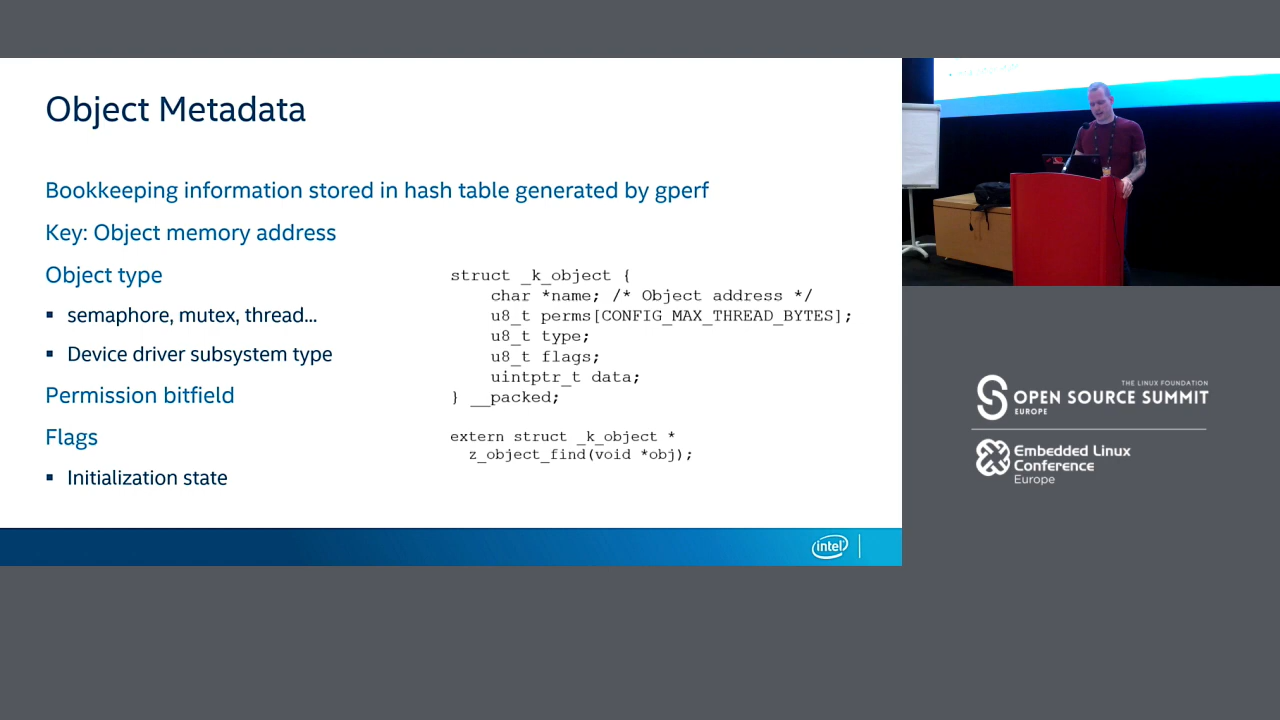 Object Metadata
Bookkeeping information stored in hash table generated by gperf
Key: Object memory address
Object type
▪ semaphore, mutex, thread...
▪ Device driver subsystem type
Permission bitfield
Flags
▪ Initialization state
struct _k_object {
    char *name; /* Object address */
    u8_t perms[CONFIG_MAX_THREAD_BYTES];
    u8_t type;
    u8_t flags;
    uintptr_t data;
} __packed;
extern struct _k_object *
  z_object_find(void *obj);
intel
THE LINUX FOUNDATION
OPEN SOURCE SUMMIT
EUROPE
Embedded Linux
Conference
Europe